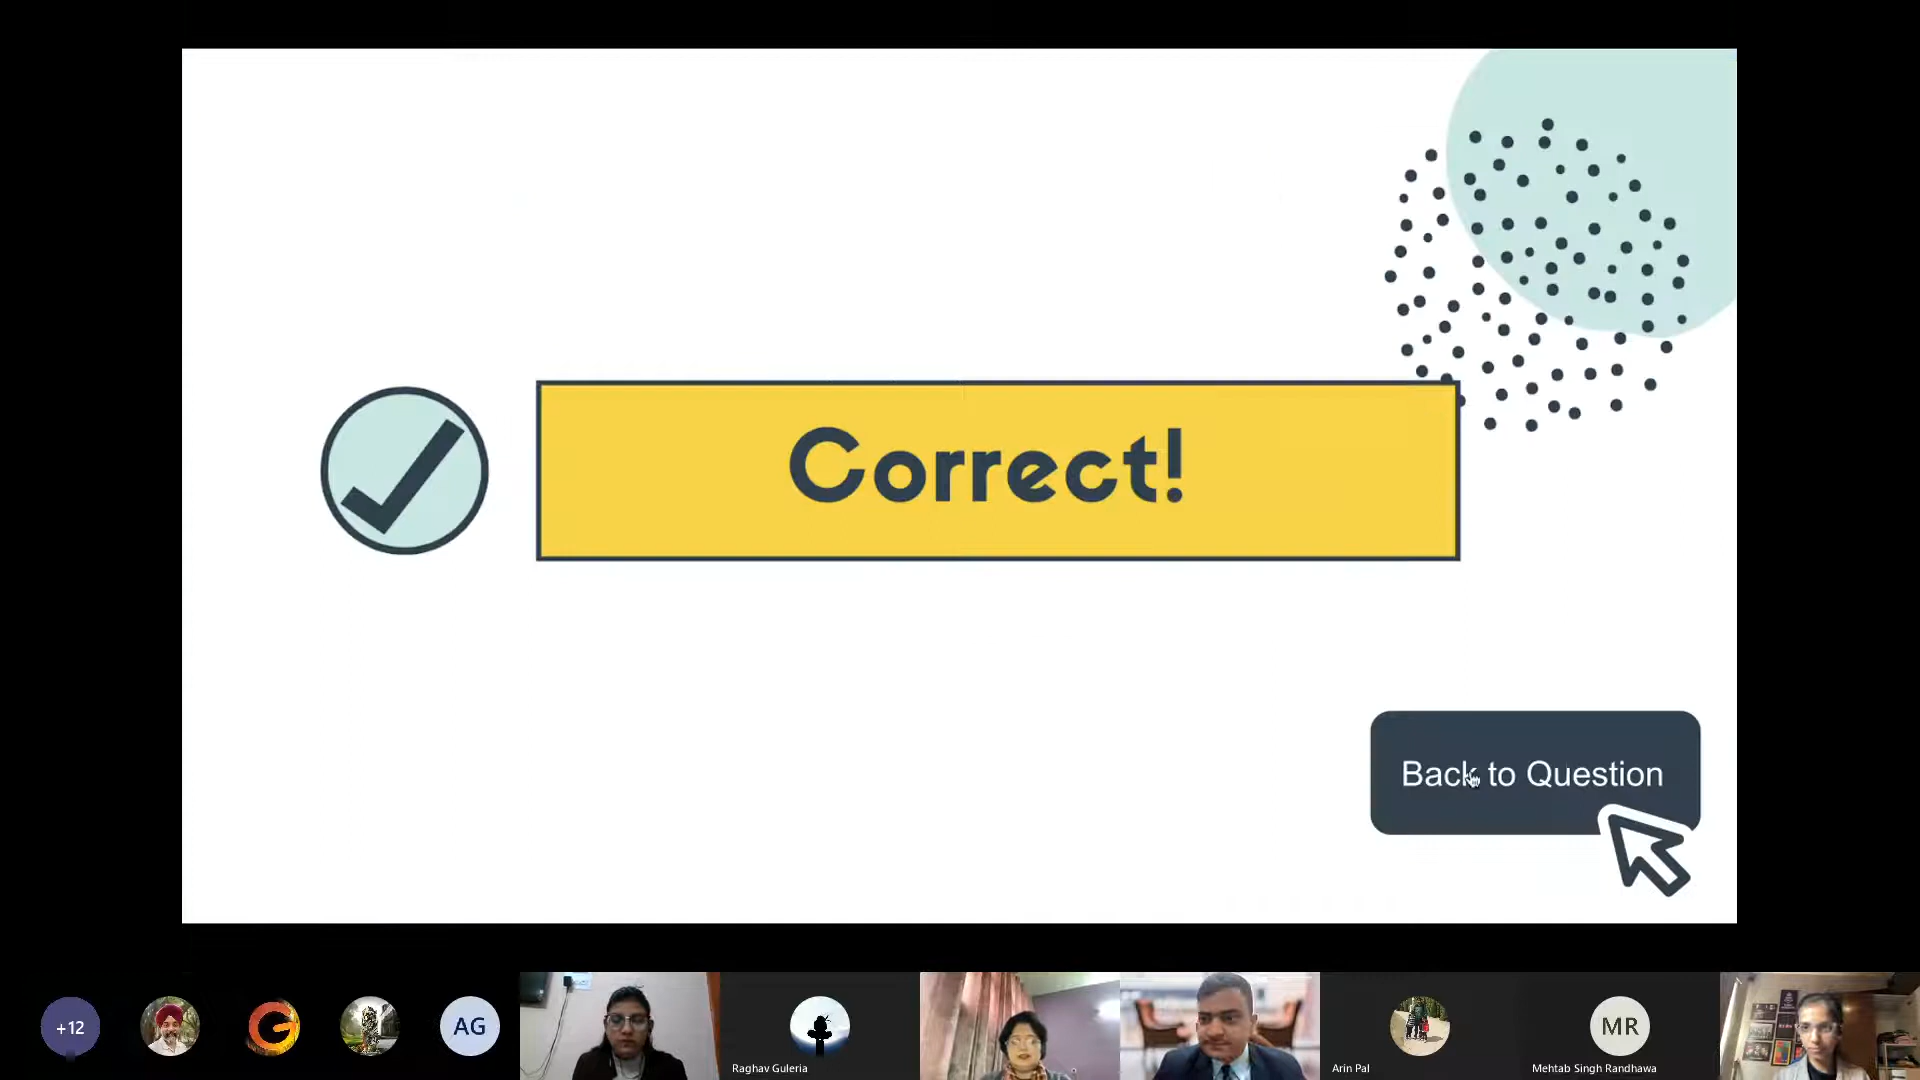 Correct!
Back to Question
+12
AG
Raghav Guleria
Arin Pal
MR
Mehtab Singh Randhawa